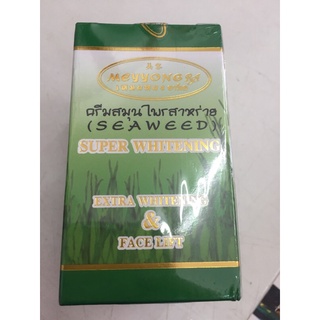 MEYYONG
ครีมสมุนไพรสาหร่าย
(SEAWEED)
SUPER WHITENING
EXTRA WHITENING
&
FACE LIFT